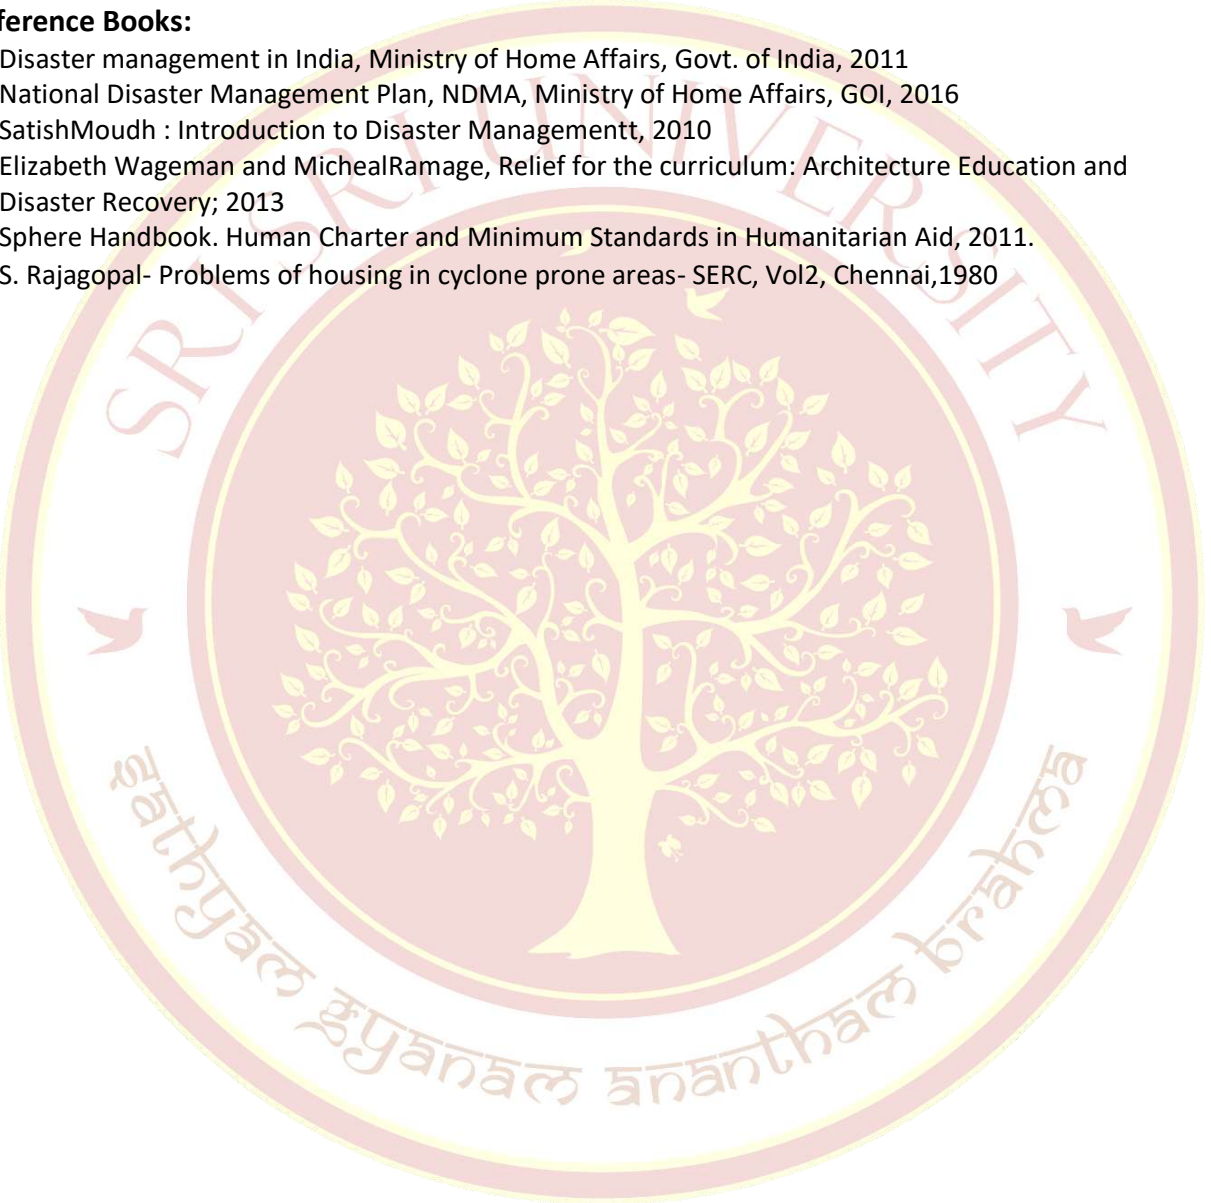 ference Books:
Disaster management in India, Ministry of Home Affairs, Govt. of India, 2011
National Disaster Management Plan, NDMA, Ministry of Home Affairs, GOI, 2016
SatishMoudh : Introduction to Disaster Managementt, 2010
Elizabeth Wageman and MichealRamage, Relief for the curriculum: Architecture Education and
Disaster Recovery; 2013
Sphere Handbook. Human Charter and Minimum Standards in Humanitarian Aid, 2011.
S. Rajagopal- Problems of housing in cyclone prone areas- SERC, Vol2, Chennai,1980
SRI SRI UNIVERSITY
sathyam gyanam anantham brahma